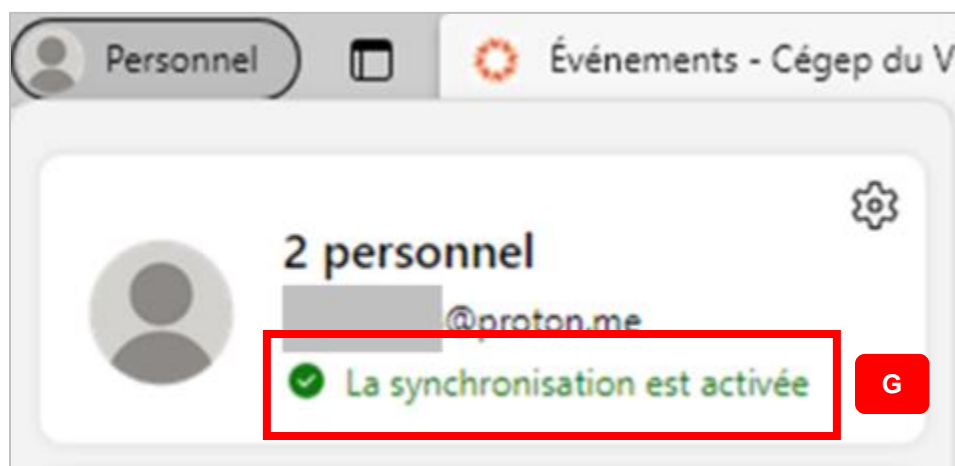 Personnel
Événements - Cégep du V
2 personnel
@proton.me
La synchronisation est activée
G